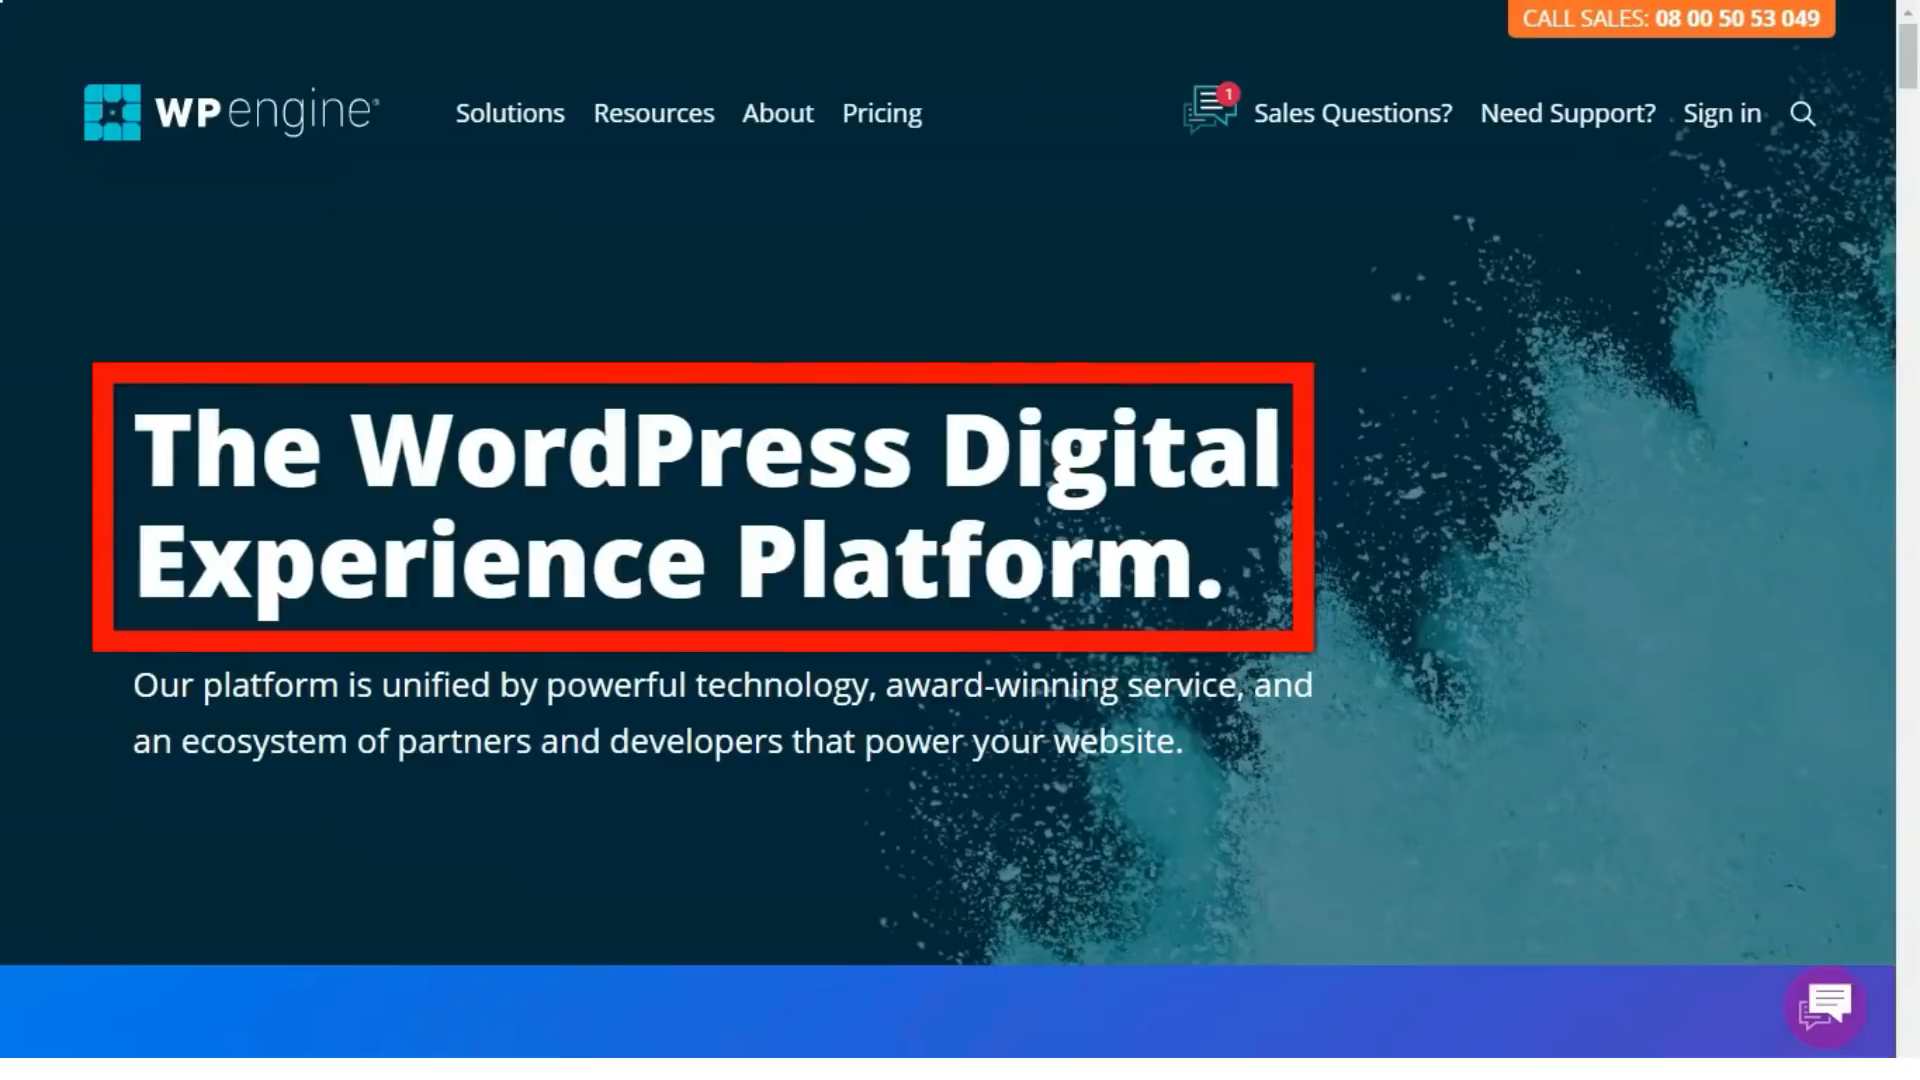 CALL SALES: 08 00 50 53 049
WP engine®
Solutions Resources About Pricing
1
Sales Questions? Need Support? Sign in
The WordPress Digital
Experience Platform.
Our platform is unified by powerful technology, award-winning service, and
an ecosystem of partners and developers that power your website.